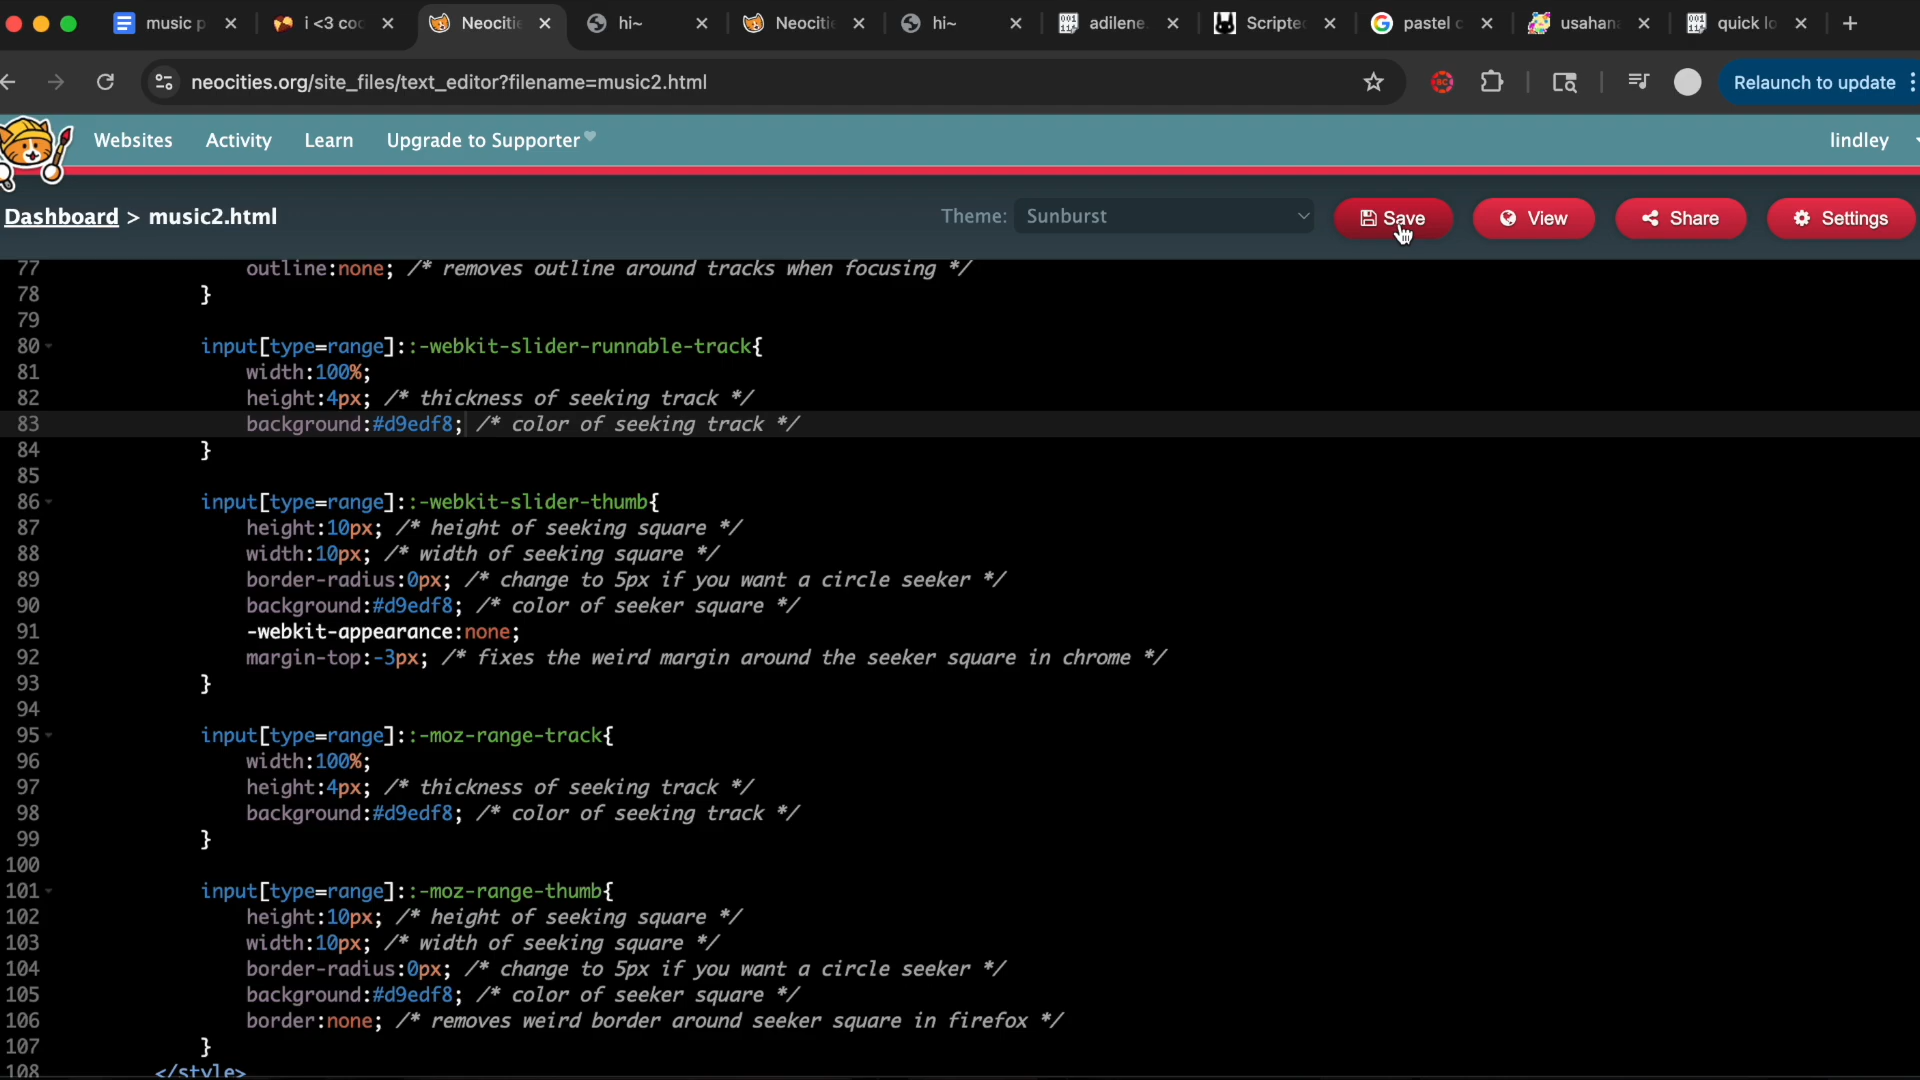 music p
i <3 coc
Neocitie
hi~
Neocitie
hi~
adilene
Scripted
pastel c
usahana
quick lo
neocities.org/site_files/text_editor?filename=music2.html
Relaunch to update
Websites
Activity
Learn
Upgrade to Supporter
lindley
Dashboard > music2.html
Theme: Sunburst
Save
View
Share
Settings
77 outline:none; /* removes outline around tracks when focusing */
78 }
79
80 input[type=range]::-webkit-slider-runnable-track{
81 width:100%;
82 height:4px; /* thickness of seeking track */
83 background:#d9edf8; /* color of seeking track */
84 }
85
86 input[type=range]::-webkit-slider-thumb{
87 height:10px; /* height of seeking square */
88 width:10px; /* width of seeking square */
89 border-radius:0px; /* change to 5px if you want a circle seeker */
90 background:#d9edf8; /* color of seeker square */
91 -webkit-appearance:none;
92 margin-top:-3px; /* fixes the weird margin around the seeker square in chrome */
93 }
94
95 input[type=range]::-moz-range-track{
96 width:100%;
97 height:4px; /* thickness of seeking track */
98 background:#d9edf8; /* color of seeking track */
99 }
100
101 input[type=range]::-moz-range-thumb{
102 height:10px; /* height of seeking square */
103 width:10px; /* width of seeking square */
104 border-radius:0px; /* change to 5px if you want a circle seeker */
105 background:#d9edf8; /* color of seeker square */
106 border:none; /* removes weird border around seeker square in firefox */
107 }
108 </style>